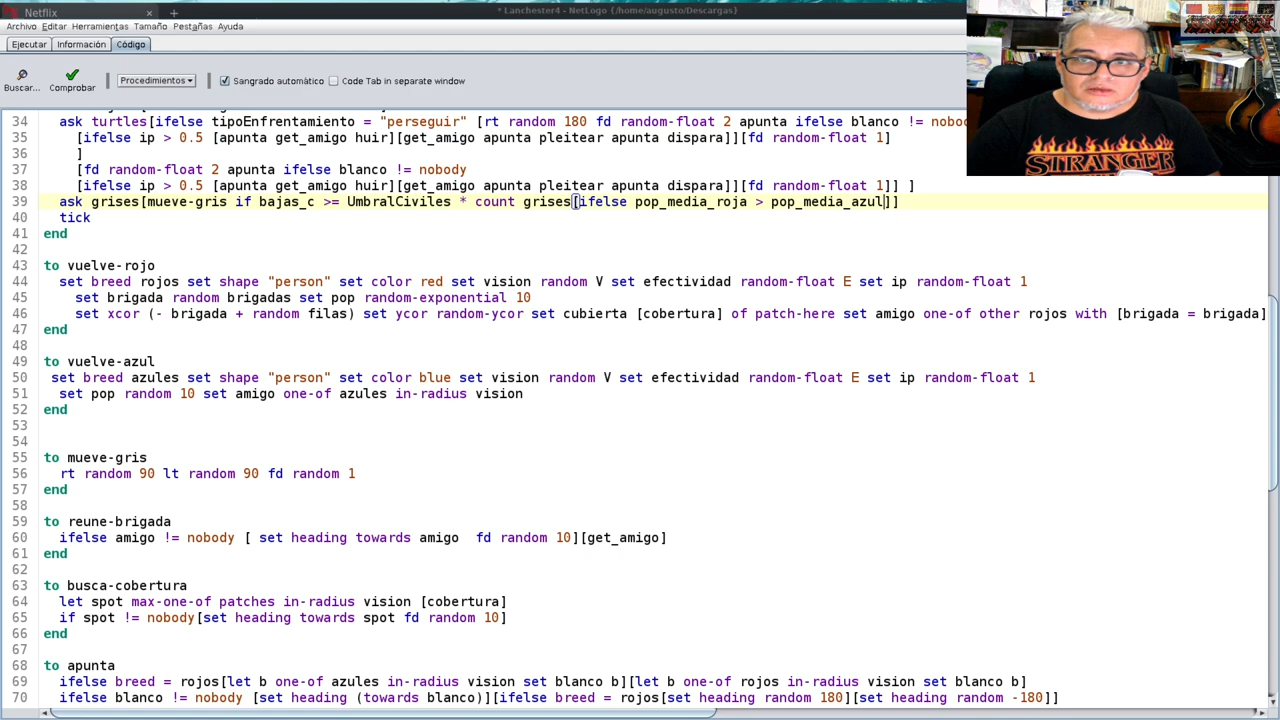 Netflix × +
* Lanchester4 - NetLogo {/home/augusto/Descargas}
Archivo Editar Herramientas Tamaño Pestañas Ayuda
Ejecutar Información Código
Buscar... Comprobar Procedimientos Sangrado automático Code Tab in separate window
34 ask turtles[ifelse tipoEnfrentamiento = "perseguir" [rt random 180 fd random-float 2 apunta ifelse blanco != nobo
35 [ifelse ip > 0.5 [apunta get_amigo huir][get_amigo apunta pleitear apunta dispara]][fd random-float 1]
36 ]
37 [fd random-float 2 apunta ifelse blanco != nobody
38 [ifelse ip > 0.5 [apunta get_amigo huir][get_amigo apunta pleitear apunta dispara]][fd random-float 1]] ]
39 ask grises[mueve-gris if bajas_c >= UmbralCiviles * count grises[ifelse pop_media_roja > pop_media_azul]]
40 tick
41 end
42
43 to vuelve-rojo
44 set breed rojos set shape "person" set color red set vision random V set efectividad random-float E set ip random-float 1
45 set brigada random brigadas set pop random-exponential 10
46 set xcor (- brigada + random filas) set ycor random-ycor set cubierta [cobertura] of patch-here set amigo one-of other rojos with [brigada = brigada]
47 end
48
49 to vuelve-azul
50 set breed azules set shape "person" set color blue set vision random V set efectividad random-float E set ip random-float 1
51 set pop random 10 set amigo one-of azules in-radius vision
52 end
53
54
55 to mueve-gris
56 rt random 90 lt random 90 fd random 1
57 end
58
59 to reune-brigada
60 ifelse amigo != nobody [ set heading towards amigo fd random 10][get_amigo]
61 end
62
63 to busca-cobertura
64 let spot max-one-of patches in-radius vision [cobertura]
65 if spot != nobody[set heading towards spot fd random 10]
66 end
67
68 to apunta
69 ifelse breed = rojos[let b one-of azules in-radius vision set blanco b][let b one-of rojos in-radius vision set blanco b]
70 ifelse blanco != nobody [set heading (towards blanco)][ifelse breed = rojos[set heading random 180][set heading random -180]]
STRANGER